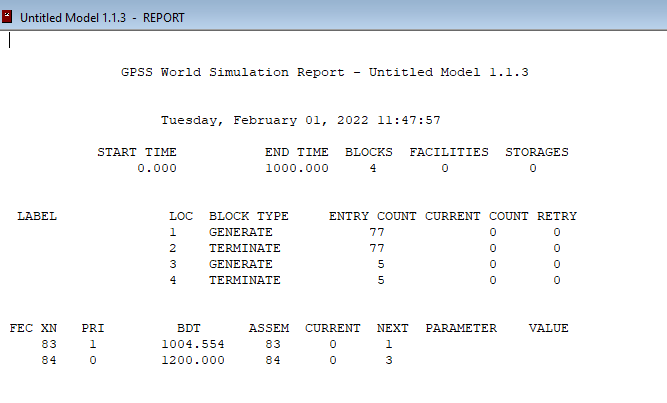 Untitled Model 1.1.3 - REPORT
GPSS World Simulation Report - Untitled Model 1.1.3
Tuesday, February 01, 2022 11:47:57
START TIME END TIME BLOCKS FACILITIES STORAGES
0.000 1000.000 4 0 0
LABEL LOC BLOCK TYPE ENTRY COUNT CURRENT COUNT RETRY
1 GENERATE 77 0 0
2 TERMINATE 77 0 0
3 GENERATE 5 0 0
4 TERMINATE 5 0 0
FEC XN PRI BDT ASSEM CURRENT NEXT PARAMETER VALUE
83 1 1004.554 83 0 1
84 0 1200.000 84 0 3